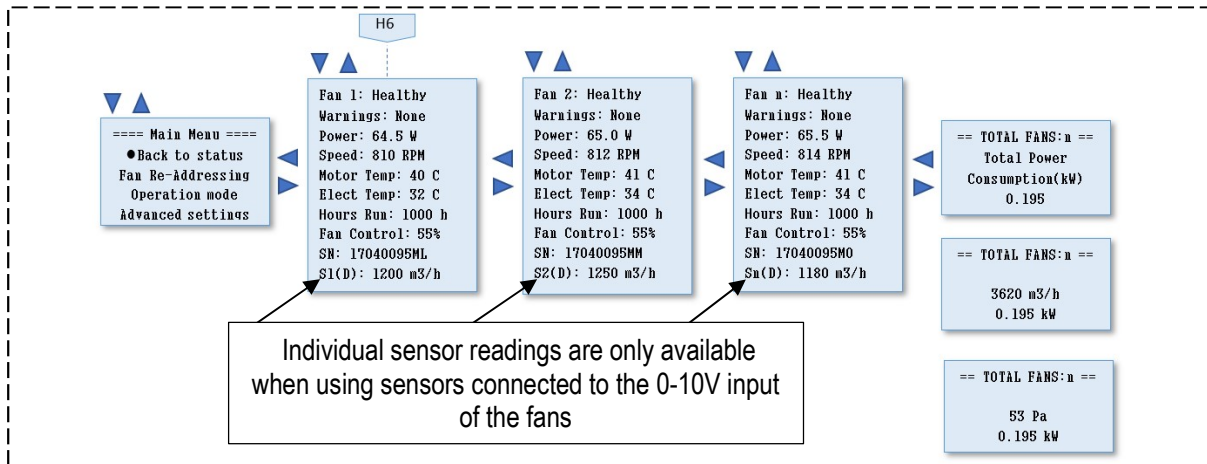 H6
==== Main Menu ====
●Back to status
Fan Re-Addressing
Operation mode
Advanced settings
Fan 1: Healthy
Warnings: None
Power: 64.5 W
Speed: 810 RPM
Motor Temp: 40 C
Elect Temp: 32 C
Hours Run: 1000 h
Fan Control: 55%
SN: 17040095ML
S1(D): 1200 m3/h
Fan 2: Healthy
Warnings: None
Power: 65.0 W
Speed: 812 RPM
Motor Temp: 41 C
Elect Temp: 34 C
Hours Run: 1000 h
Fan Control: 55%
SN: 17040095MM
S2(D): 1250 m3/h
Fan n: Healthy
Warnings: None
Power: 65.5 W
Speed: 814 RPM
Motor Temp: 41 C
Elect Temp: 34 C
Hours Run: 1000 h
Fan Control: 55%
SN: 17040095MO
Sn(D): 1180 m3/h
== TOTAL FANS:n ==
Total Power
Consumption(kW)
0.195
== TOTAL FANS:n ==
3620 m3/h
0.195 kW
== TOTAL FANS:n ==
53 Pa
0.195 kW
Individual sensor readings are only available
when using sensors connected to the 0-10V input
of the fans